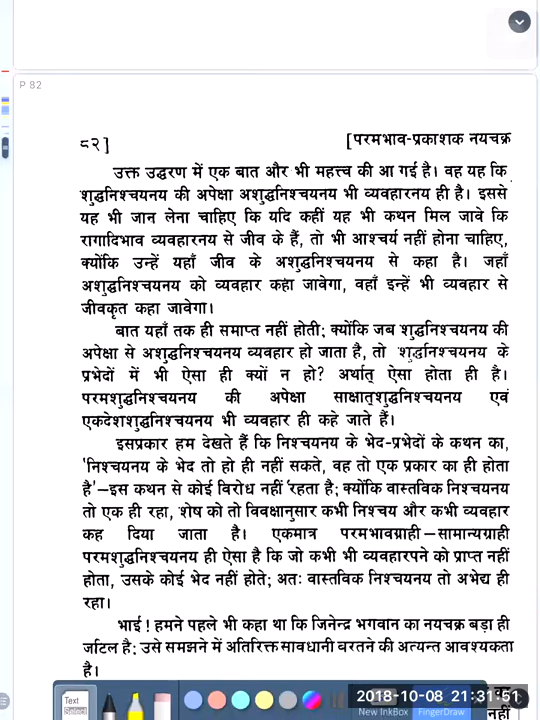 P 82
८२]
[परमभाव-प्रकाशक नयचक्र
उक्त उद्धरण में एक बात और भी महत्त्व की आ गई है। वह यह कि
शुद्धनिश्चयनय की अपेक्षा अशुद्धनिश्चयनय भी व्यवहारनय ही है। इससे
यह भी जान लेना चाहिए कि यदि कहीं यह भी कथन मिल जावे कि
रागादिभाव व्यवहारनय से जीव के हैं, तो भी आश्चर्य नहीं होना चाहिए,
क्योंकि उन्हें यहाँ जीव के अशुद्धनिश्चयनय से कहा है। जहाँ
अशुद्धनिश्चयनय को व्यवहार कहा जावेगा, वहाँ इन्हें भी व्यवहार से
जीवकृत कहा जावेगा।
बात यहाँ तक ही समाप्त नहीं होती; क्योंकि जब शुद्धनिश्चयनय की
अपेक्षा से अशुद्धनिश्चयनय व्यवहार हो जाता है, तो शुद्धनिश्चयनय के
प्रभेदों में भी ऐसा ही क्यों न हो? अर्थात् ऐसा होता ही है।
परमशुद्धनिश्चयनय की अपेक्षा साक्षात्शुद्धनिश्चयनय एवं
एकदेशशुद्धनिश्चयनय भी व्यवहार ही कहे जाते हैं।
इसप्रकार हम देखते हैं कि निश्चयनय के भेद-प्रभेदों के कथन का,
'निश्चयनय के भेद तो हो ही नहीं सकते, वह तो एक प्रकार का ही होता
है'—इस कथन से कोई विरोध नहीं रहता है; क्योंकि वास्तविक निश्चयनय
तो एक ही रहा, शेष को तो विवक्षानुसार कभी निश्चय और कभी व्यवहार
कह दिया जाता है। एकमात्र परमभावग्राही—सामान्यग्राही
परमशुद्धनिश्चयनय ही ऐसा है कि जो कभी भी व्यवहारपने को प्राप्त नहीं
होता, उसके कोई भेद नहीं होते; अतः वास्तविक निश्चयनय तो अभेद्य ही
रहा।
भाई! हमने पहले भी कहा था कि जिनेन्द्र भगवान का नयचक्र बड़ा ही
जटिल है; उसे समझने में अतिरिक्त सावधानी बरतने की अत्यन्त आवश्यकता
है।
Text
2018-10-08 21:31:51
New InkBox FingerDraw
नहीं